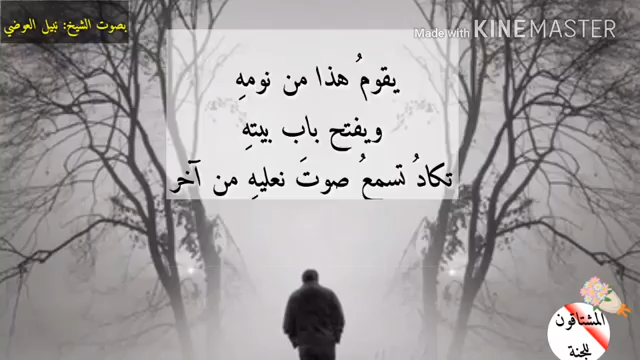 بصوت الشيخ: نبيل العوضي
Made with KINEMASTER
يقومُ هذا من نومهِ
ويفتح باب بيتهِ
تكادُ تسمعُ صوتَ نعليهِ من آخر
المشتاقون
للجنة